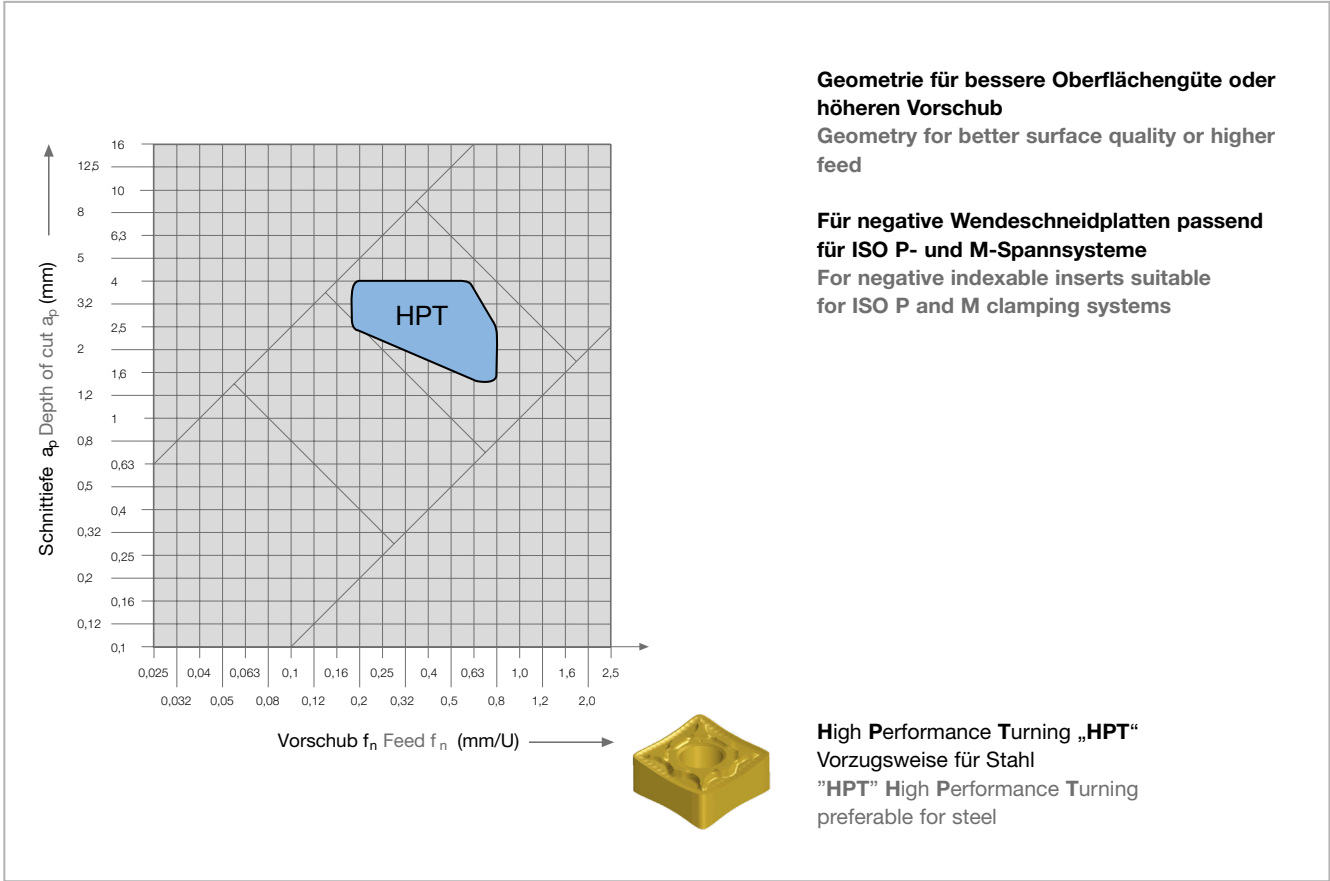 Geometrie für bessere Oberflächengüte oder
höheren Vorschub
Geometry for better surface quality or higher
feed
Für negative Wendeschneidplatten passend
für ISO P- und M-Spannsysteme
For negative indexable inserts suitable
for ISO P and M clamping systems
Schnittiefe ap Depth of cut ap (mm)
16
12,5
10
8
6,3
5
4
3,2
2,5
2
1,6
1,2
1
0,8
0,63
0,5
0,4
0,32
0,25
0,2
0,16
0,12
0,1
HPT
0,025 0,04 0,063 0,1 0,16 0,25 0,4 0,63 1,0 1,6 2,5
0,032 0,05 0,08 0,12 0,2 0,32 0,5 0,8 1,2 2,0
Vorschub fn Feed fn (mm/U)
High Performance Turning „HPT“
Vorzugsweise für Stahl
”HPT” High Performance Turning
preferable for steel